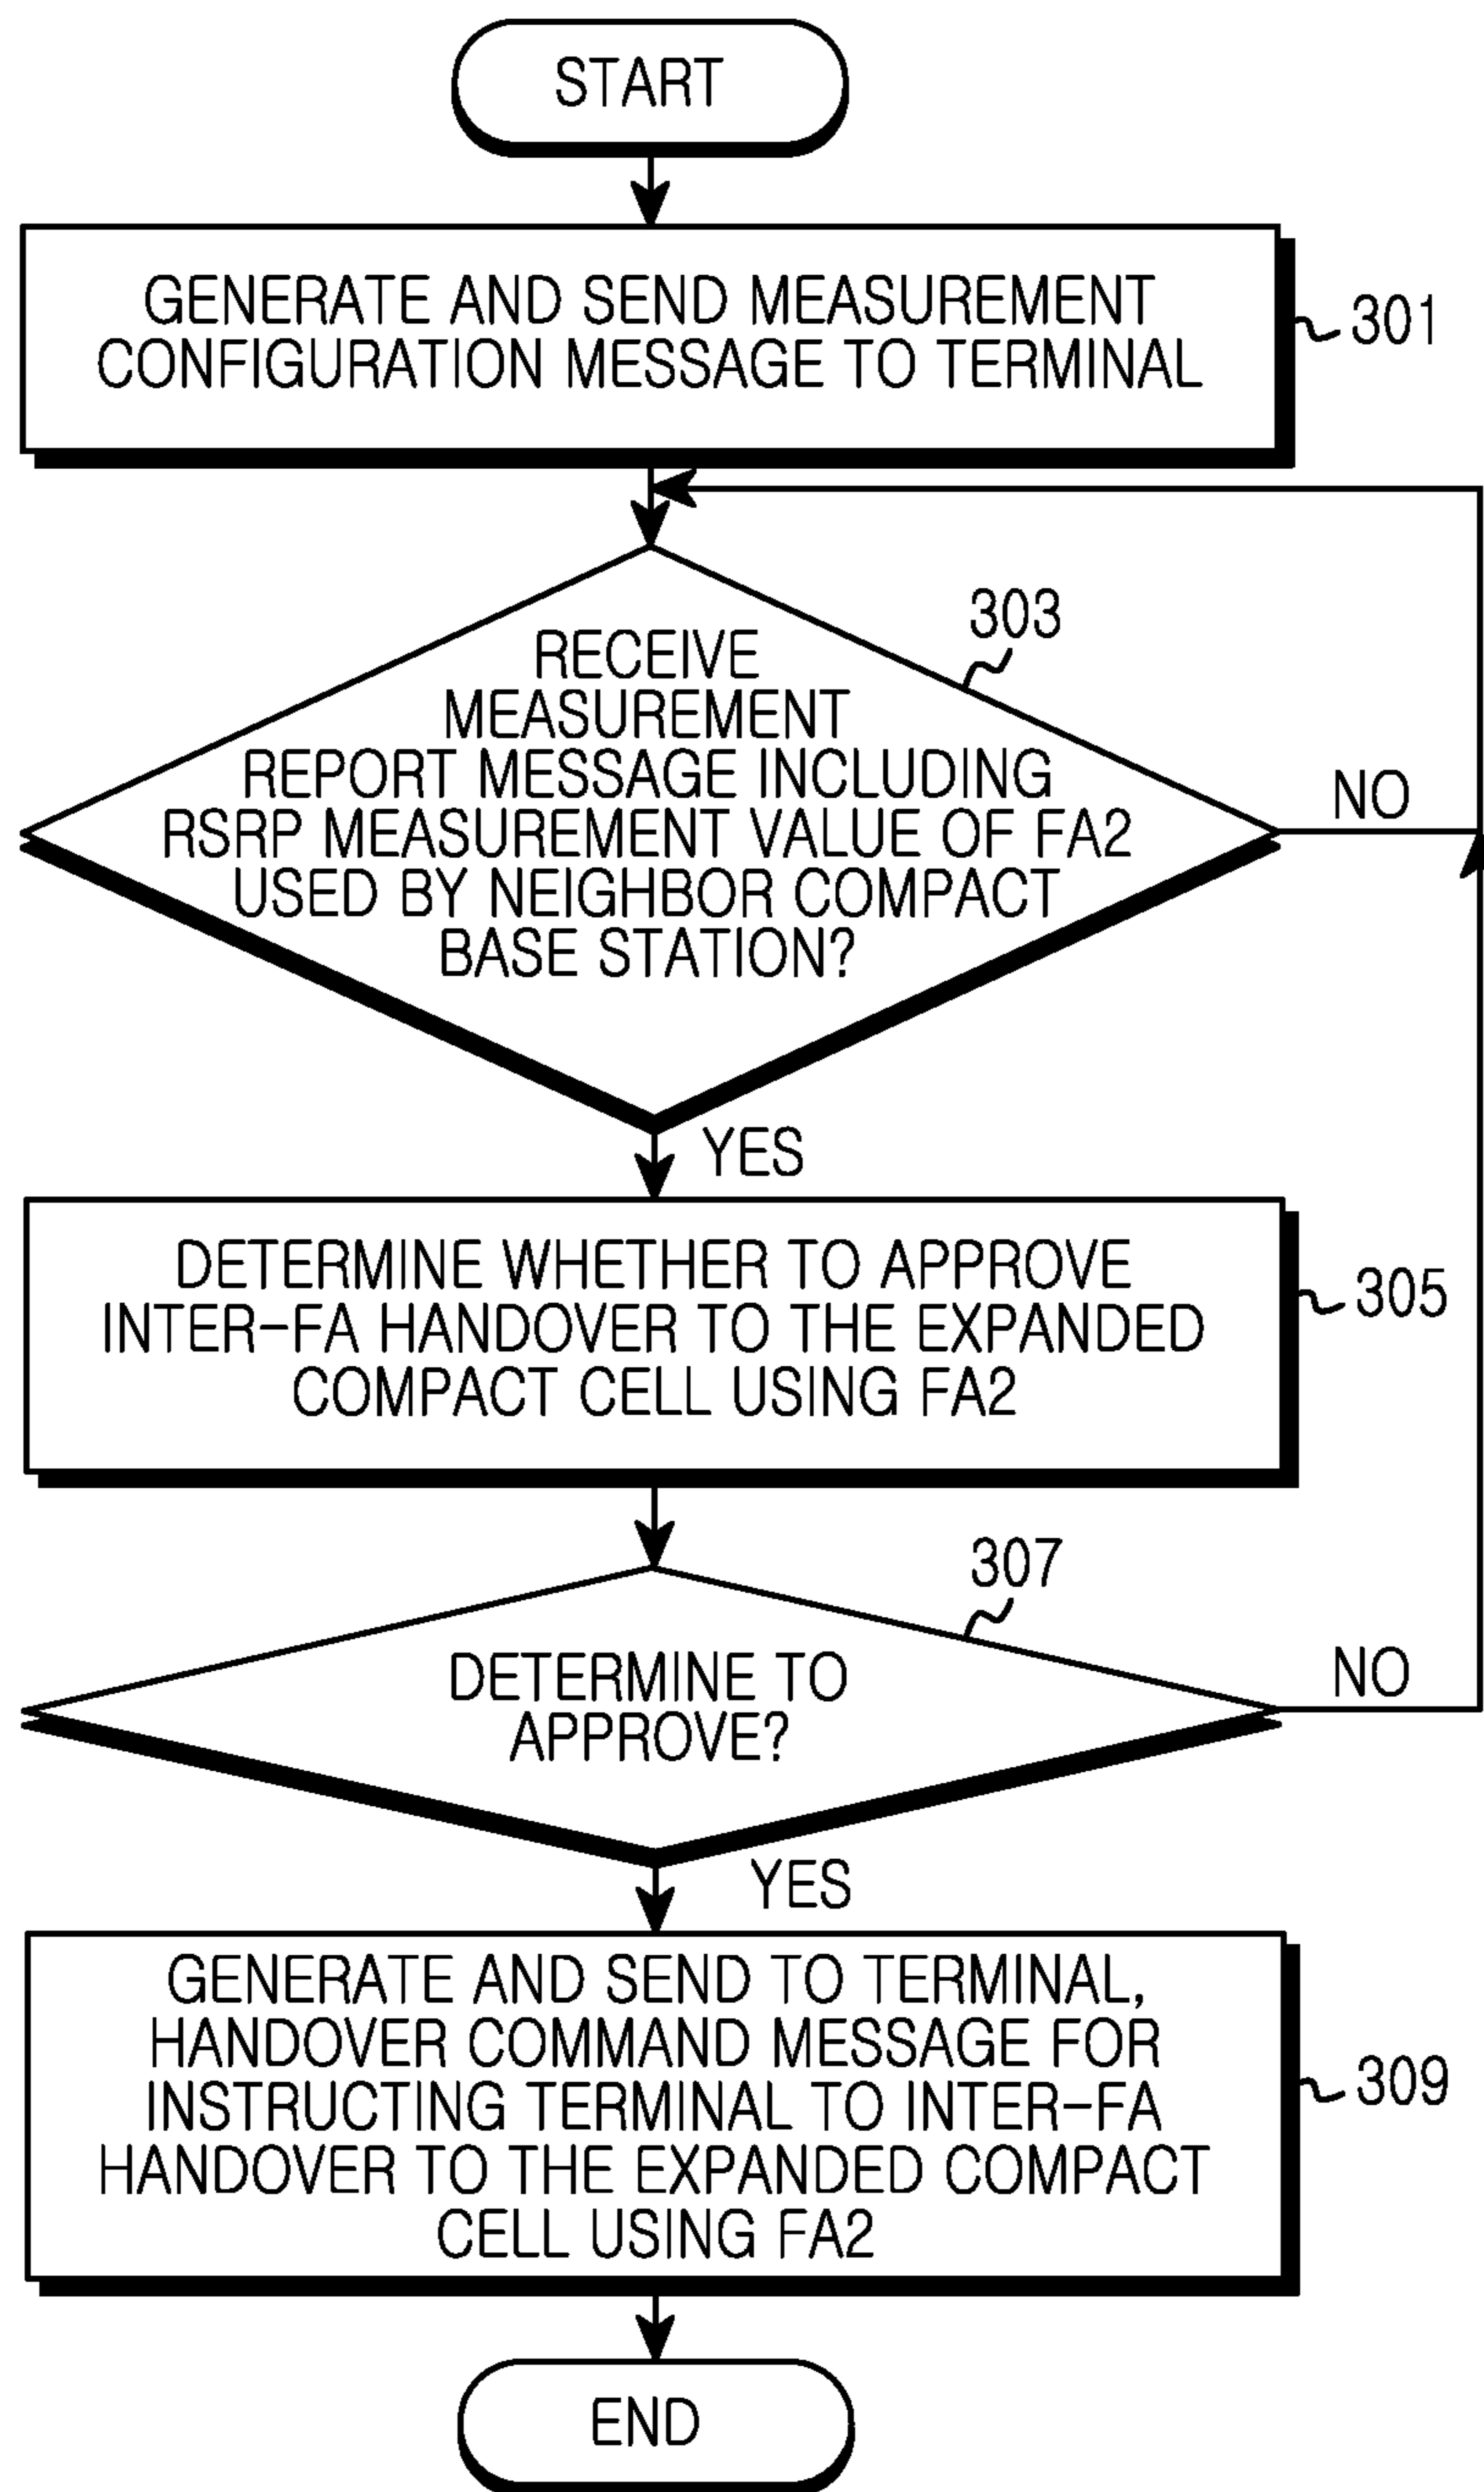 START
GENERATE AND SEND MEASUREMENT
CONFIGURATION MESSAGE TO TERMINAL
301
303
RECEIVE
MEASUREMENT
REPORT MESSAGE INCLUDING
RSRP MEASUREMENT VALUE OF FA2
USED BY NEIGHBOR COMPACT
BASE STATION?
NO
YES
DETERMINE WHETHER TO APPROVE
INTER-FA HANDOVER TO THE EXPANDED
COMPACT CELL USING FA2
305
307
DETERMINE TO
APPROVE?
NO
YES
GENERATE AND SEND TO TERMINAL,
HANDOVER COMMAND MESSAGE FOR
INSTRUCTING TERMINAL TO INTER-FA
HANDOVER TO THE EXPANDED COMPACT
CELL USING FA2
309
END